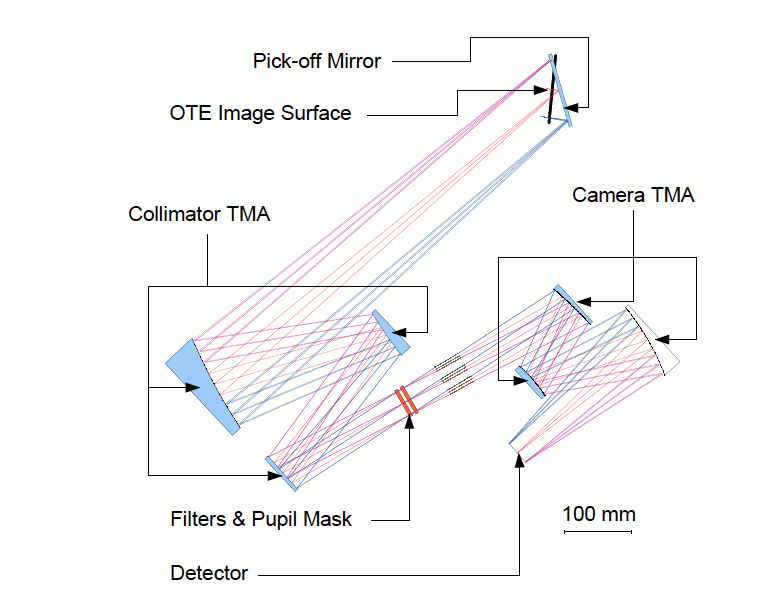 Pick-off Mirror
OTE Image Surface
Camera TMA
Collimator TMA
100 mm
Filters & Pupil Mask
Detector